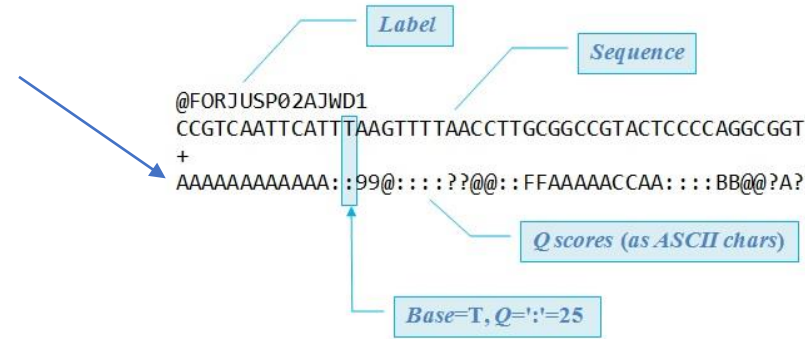 Label
Sequence
@FORJUSP02AJWD1
CCGTCAATTCATTTAAGTTTTAACCTTGCGGCCGTACTCCCCAGGCGGT
+
AAAAAAAAAAAA::99@::::??@@::FFAAAAACCAA::::BB@@?A?
Q scores (as ASCII chars)
Base=T, Q=':'=25